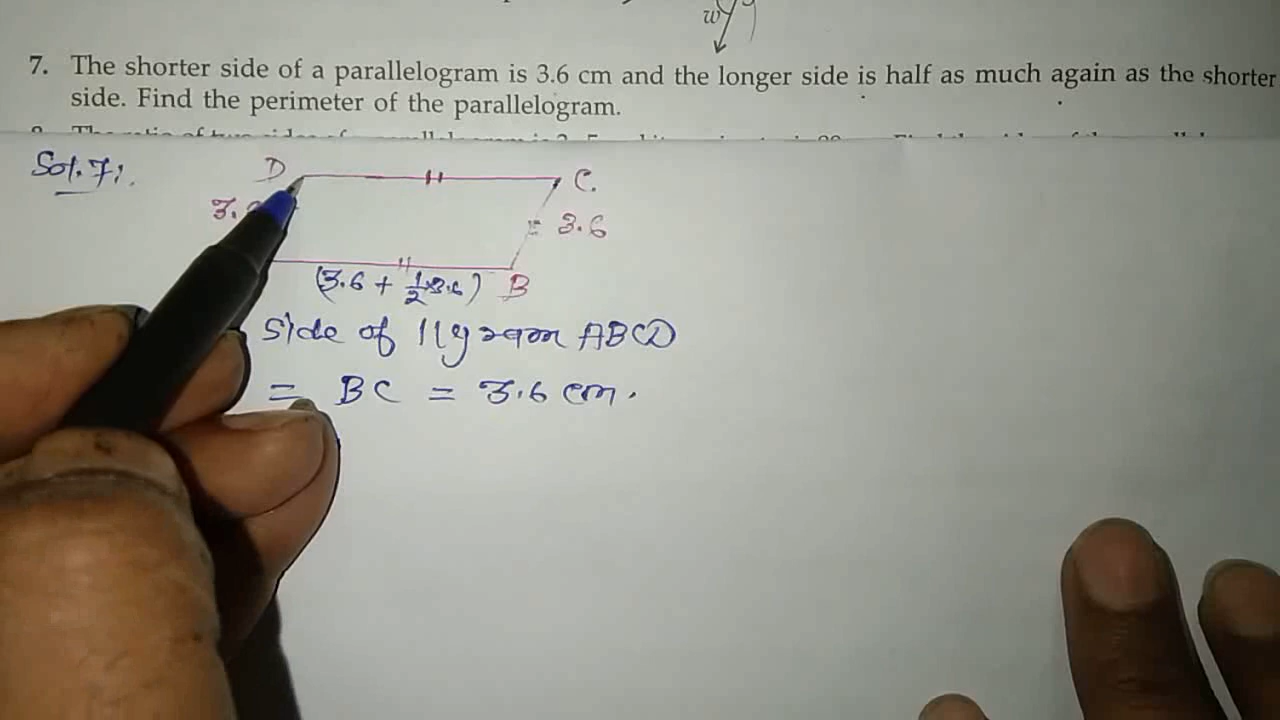 w y
7. The shorter side of a parallelogram is 3.6 cm and the longer side is half as much again as the shorter
side. Find the perimeter of the parallelogram.
Sol. 7:
D
C.
3.
3.6
(3.6 + 1/2 × 3.6)
B
Side of ||gram ABCD
= BC = 3.6 cm.